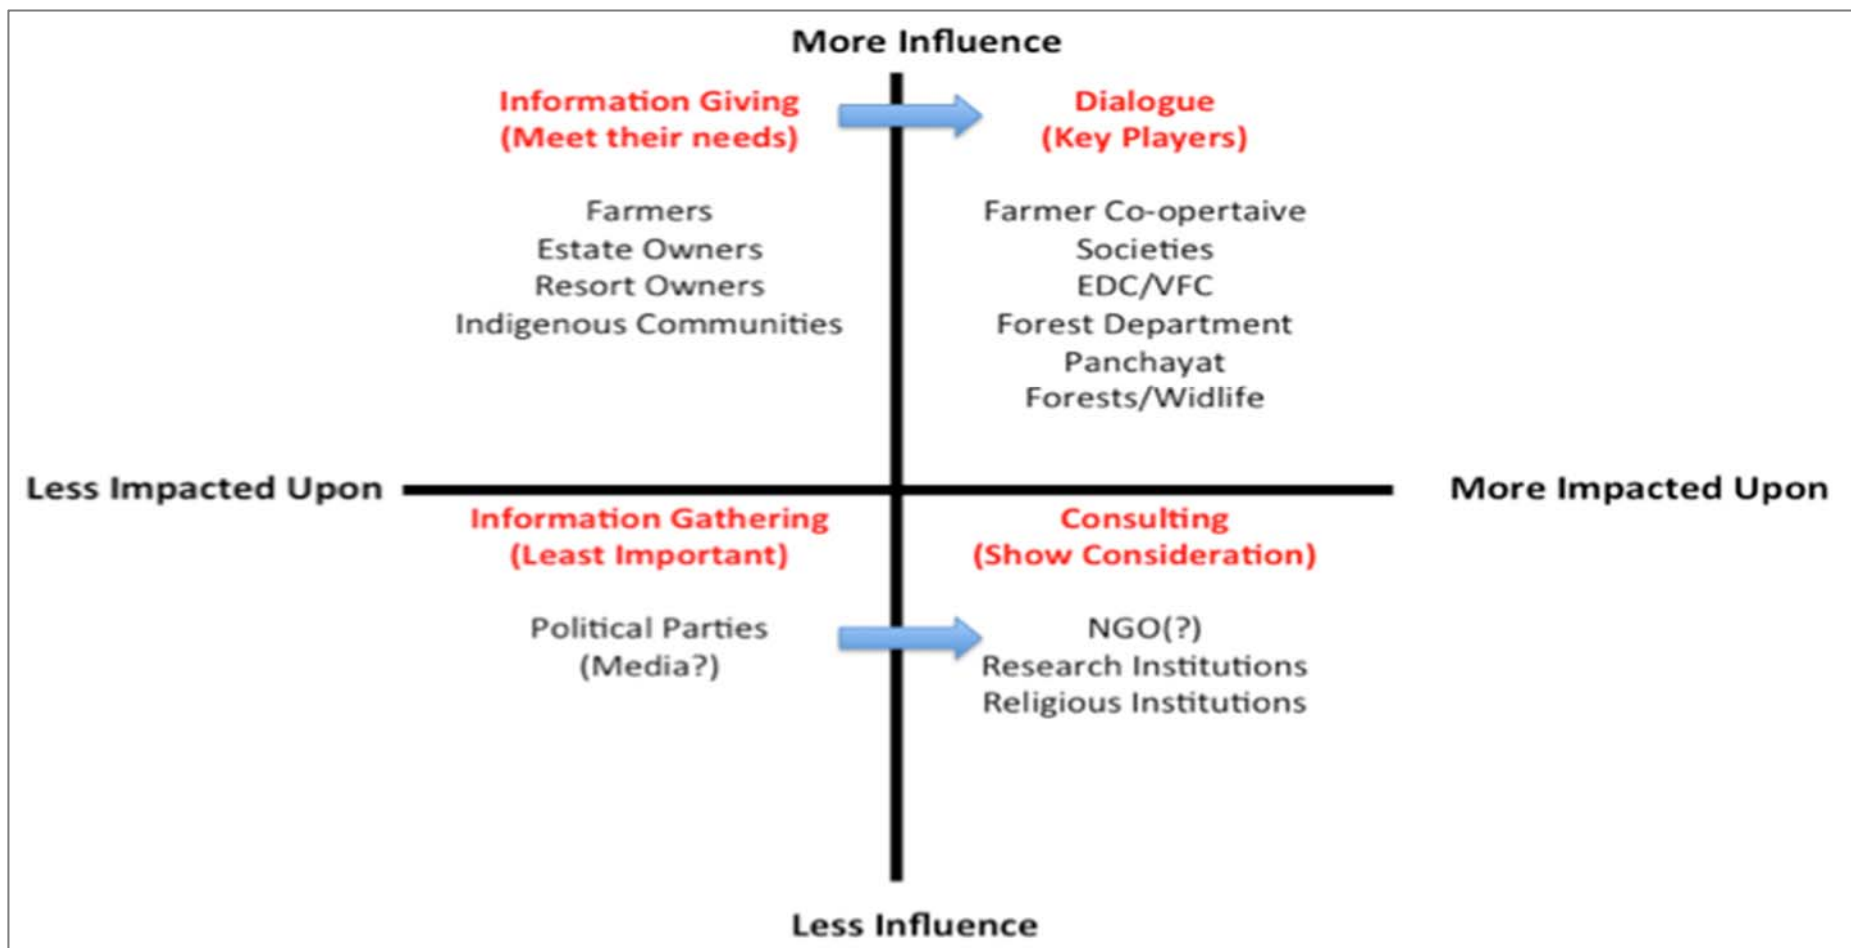 More Influence
Information Giving
(Meet their needs)
Dialogue
(Key Players)
Farmers
Estate Owners
Resort Owners
Indigenous Communities
Farmer Co-opertaive
Societies
EDC/VFC
Forest Department
Panchayat
Forests/Widlife
Less Impacted Upon
More Impacted Upon
Information Gathering
(Least Important)
Consulting
(Show Consideration)
Political Parties
(Media?)
NGO(?)
Research Institutions
Religious Institutions
Less Influence